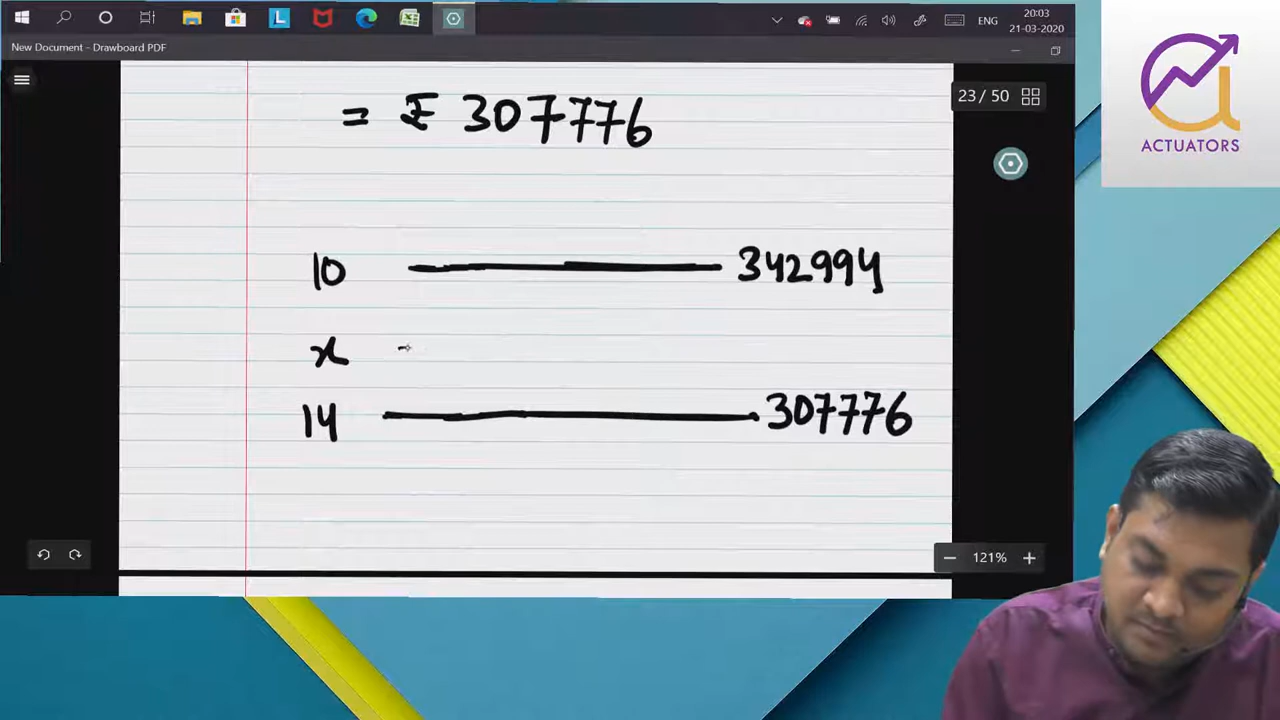 20:03
ENG
21-03-2020
New Document - Drawboard PDF
23 / 50
= ₹ 307776
ACTUATORS
10 342994
x
14 307776
121%